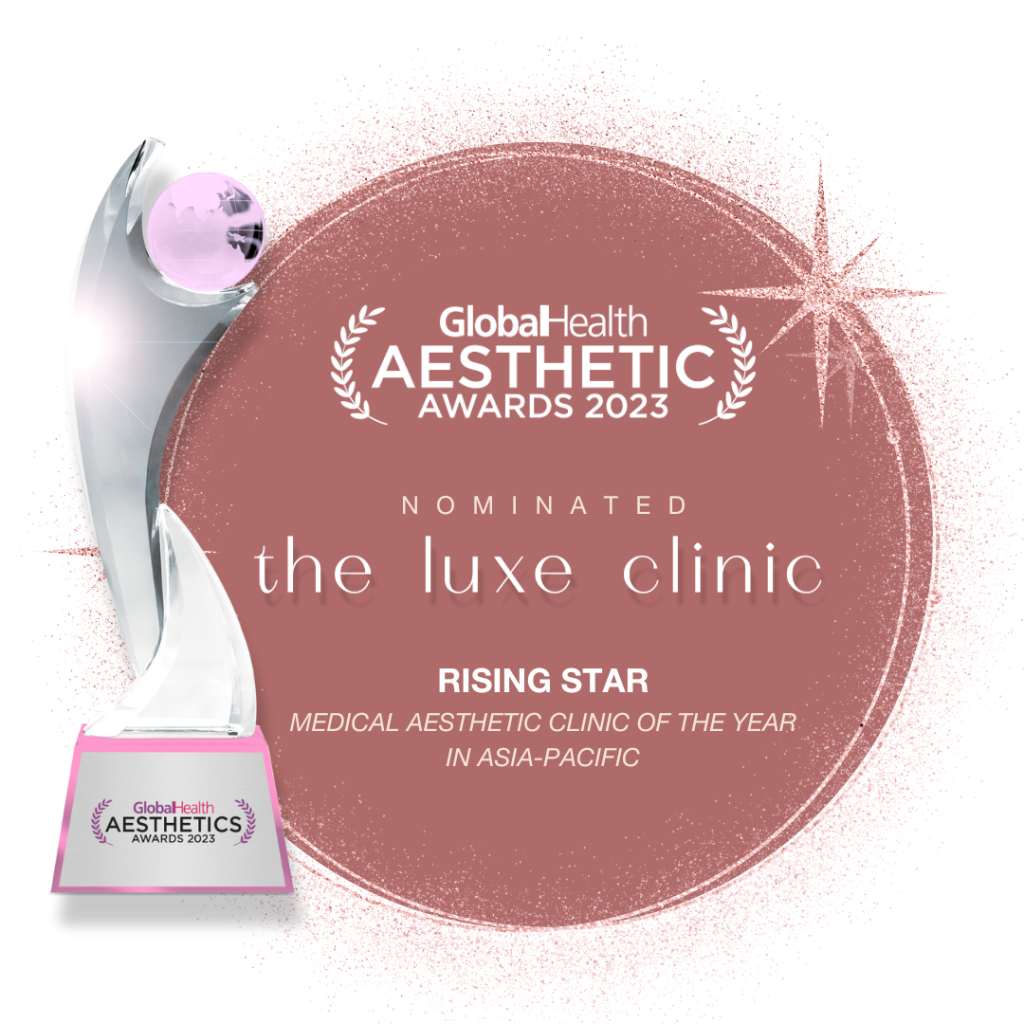 GlobalHealth
AESTHETIC
AWARDS 2023
NOMINATED
the luxe clinic
RISING STAR
MEDICAL AESTHETIC CLINIC OF THE YEAR
IN ASIA-PACIFIC
GlobalHealth
AESTHETICS
AWARDS 2023